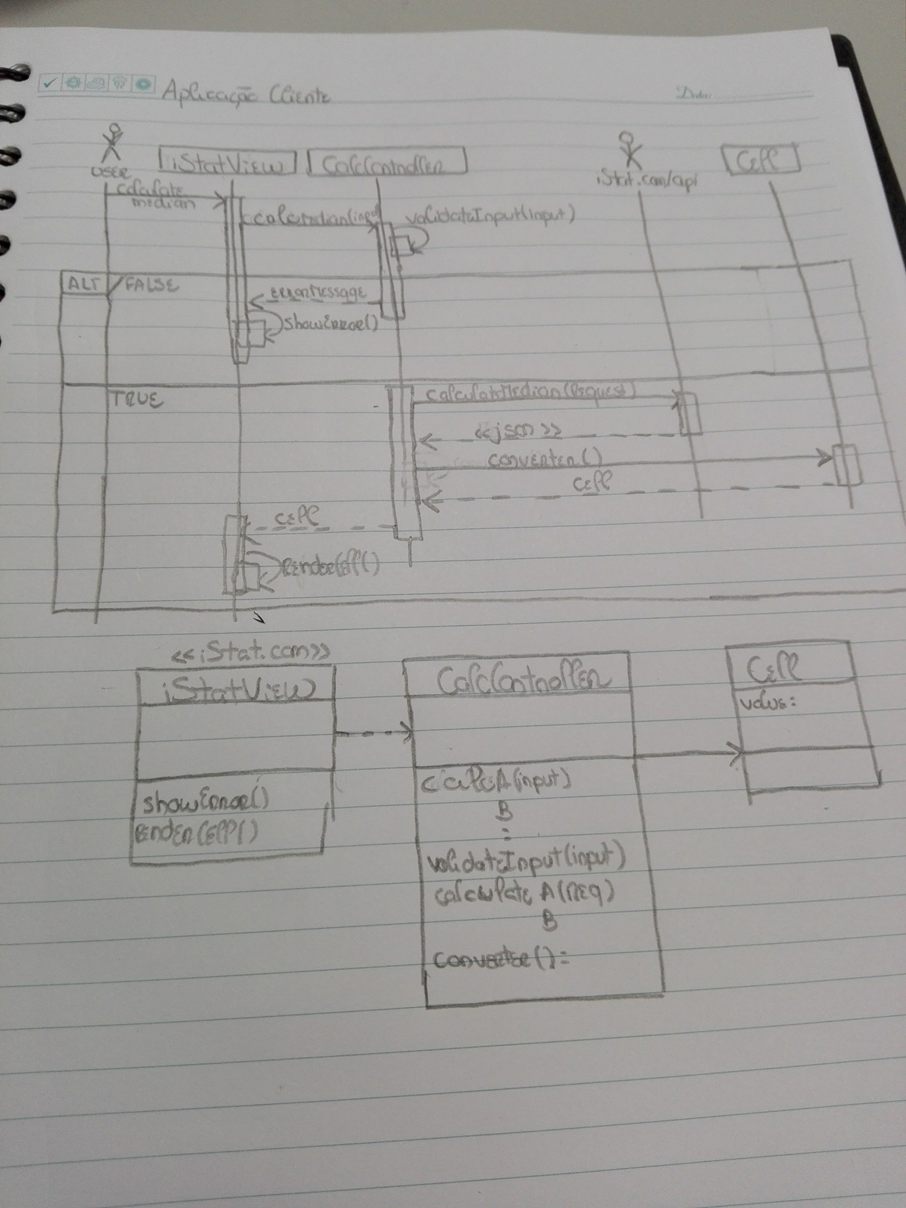 Aplicação Cliente
Data:
USER
iStatView
CalcController
iStat.com/api
Cell
calculate
median
calcMedian(input)
validateInput(input)
ALT
FALSE
errorMessage
showError()
TRUE
calculateMedian(Request)
<<json>>
converter()
cell
cell
renderCell()
<<iStat.com>>
iStatView
showError()
renderCell()
CalcController
calcA(input)
B
:
validateInput(input)
calculate A(req)
B
converter():
Cell
value: